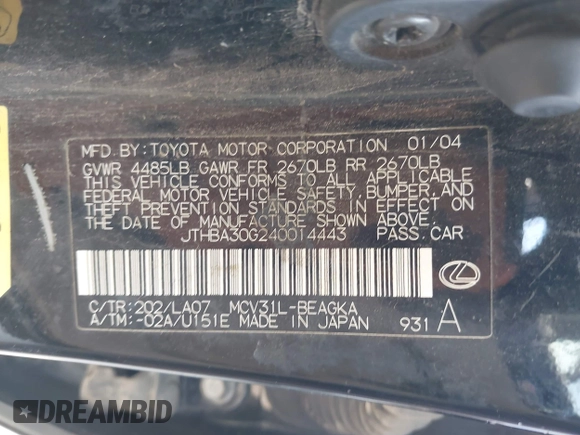 MFD. BY: TOYOTA MOTOR CORPORATION 01/04
GVWR 4485LB GAWR FR 2670LB RR 2670LB
THIS VEHICLE CONFORMS TO ALL APPLICABLE
FEDERAL MOTOR VEHICLE SAFETY, BUMPER, AND
THEFT PREVENTION STANDARDS IN EFFECT ON
THE DATE OF MANUFACTURE SHOWN ABOVE.
JTHBA30G240014443 PASS. CAR
C/TR: 202/LA07 MCV31L-BEAGKA
A/TM: -02A/U151E MADE IN JAPAN 931 A
DREAMBID